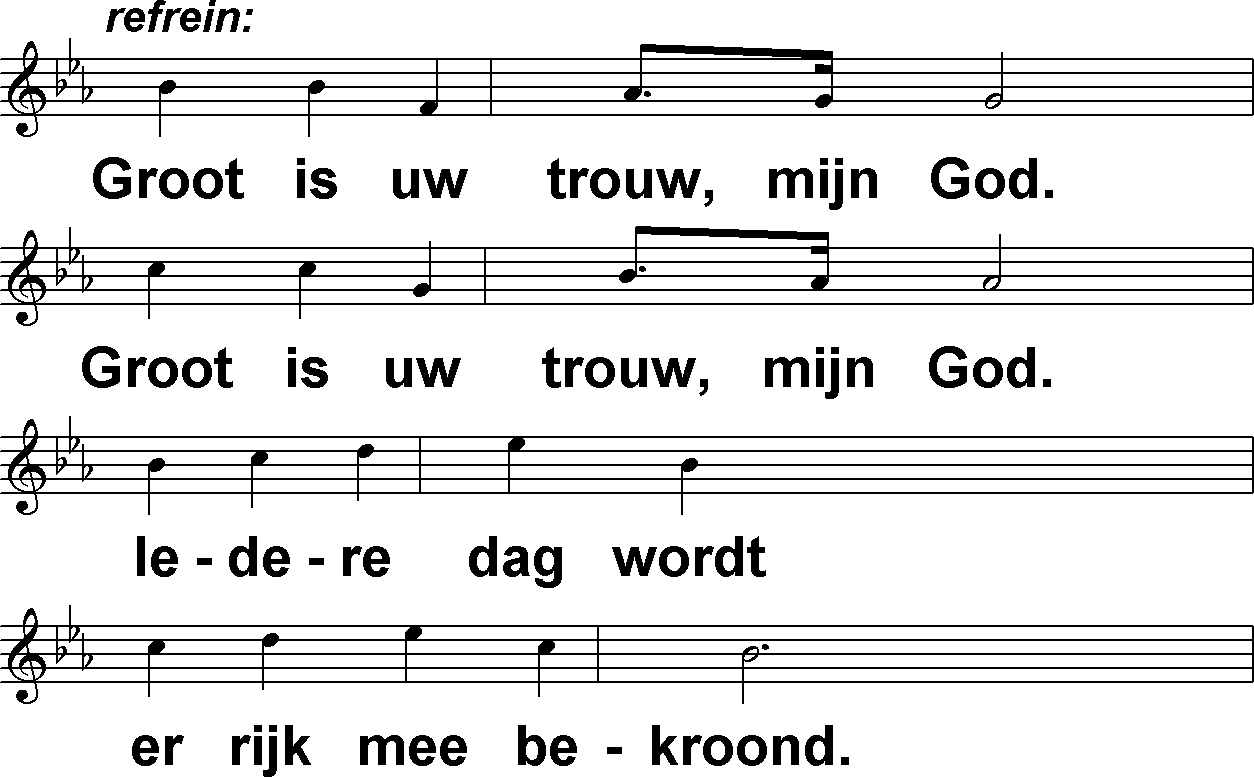 refrein:
Groot is uw trouw, mijn God.
Groot is uw trouw, mijn God.
Ie - de - re dag wordt
er rijk mee be - kroond.